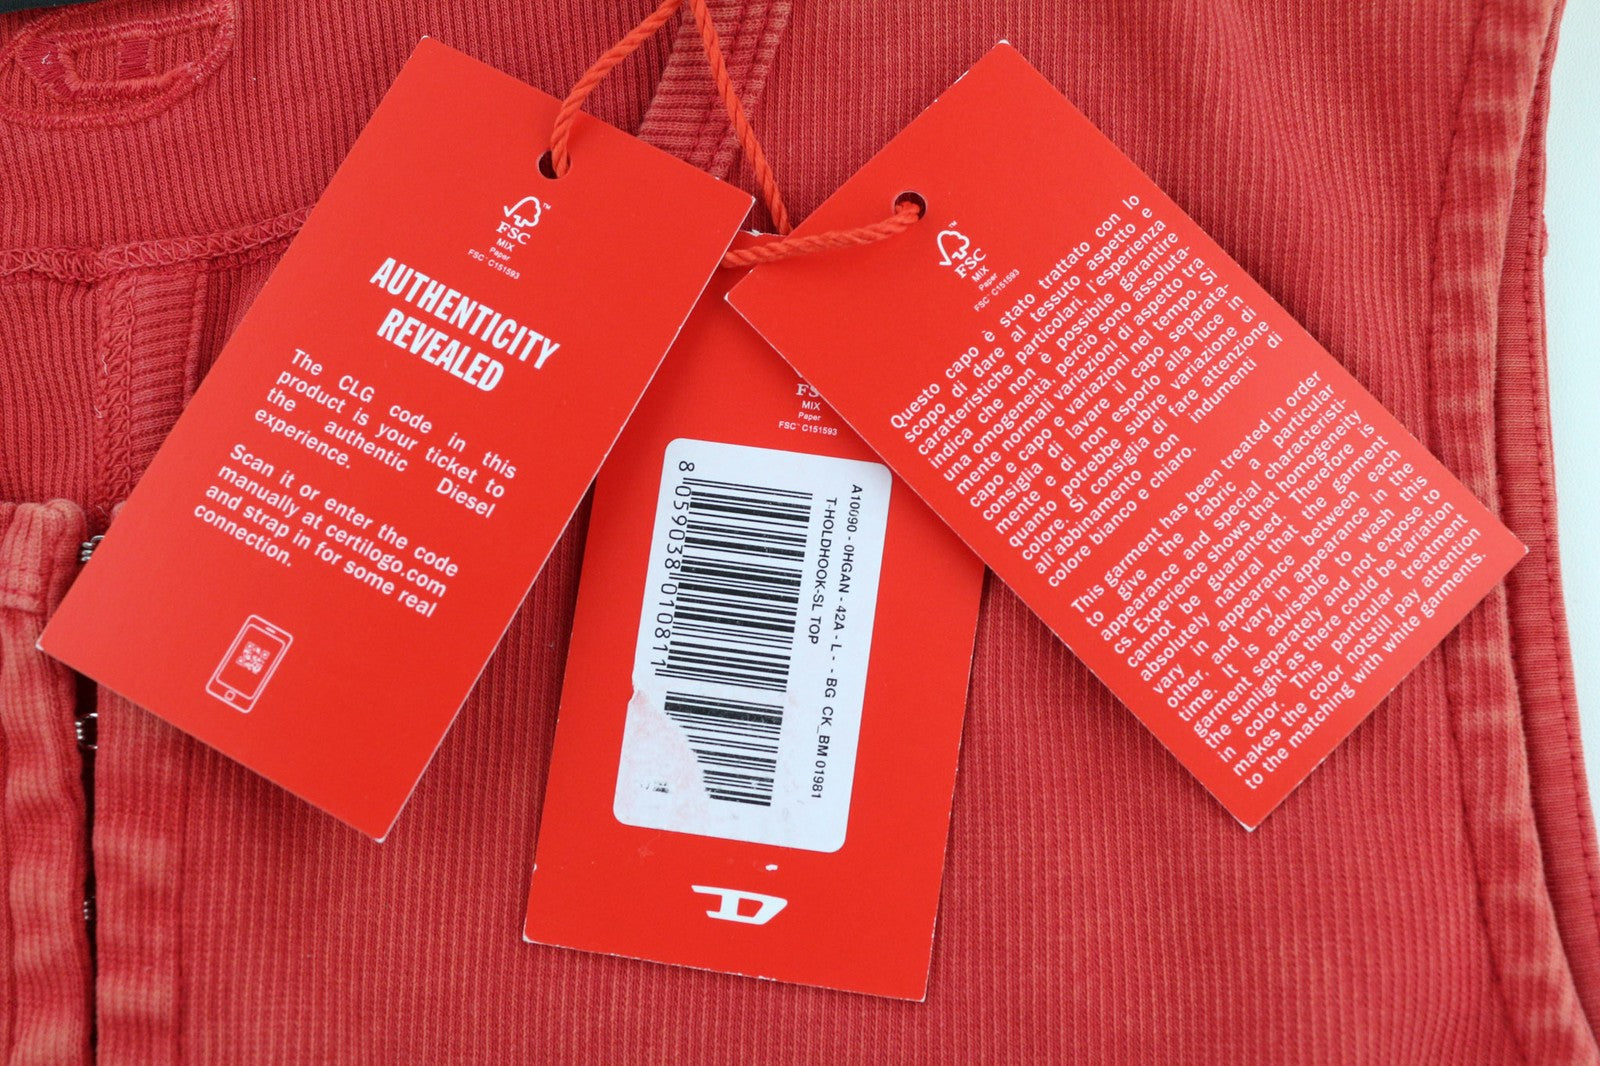 FSC™
MIX
Paper
FSC™ C151593
AUTHENTICITY
REVEALED
The CLG code in this
product is your ticket to
the authentic Diesel
experience.
Scan it or enter the code
manually at certilogo.com
and strap in for some real
connection.
MIX
Paper
FSC™ C151593
A10090 - 0HGAN - 42A - L - - BG CK_BM 01981
T-HOLDHOOK-SL TOP
8 059038 010811
D
FSC™
MIX
Paper
FSC™ C151593
Questo capo è stato trattato con lo
scopo di dare al tessuto aspetto e
caratteristiche particolari, l'esperienza
indica che non è possibile garantire
una omogeneità, perciò sono assoluta-
mente normali variazioni di aspetto tra
capo e capo e variazioni nel tempo. Si
consiglia di lavare il capo separata-
mente e di non esporlo alla luce in
quanto potrebbe subire variazione di
colore. Si consiglia di fare attenzione
all'abbinamento con indumenti di
colore bianco e chiaro.
This garment has been treated in order
to give the fabric a particular
appearance and special characteristi-
cs. Experience shows that homogeneity
cannot be guaranteed. Therefore is
absolutely natural that the garment
vary in appearance between each
other, and vary in appearance in the
time. It is advisable to wash this
garment separately and not expose to
the sunlight as there could be variation
in color. This particular treatment
makes the color notstill pay attention
to the matching with white garments.